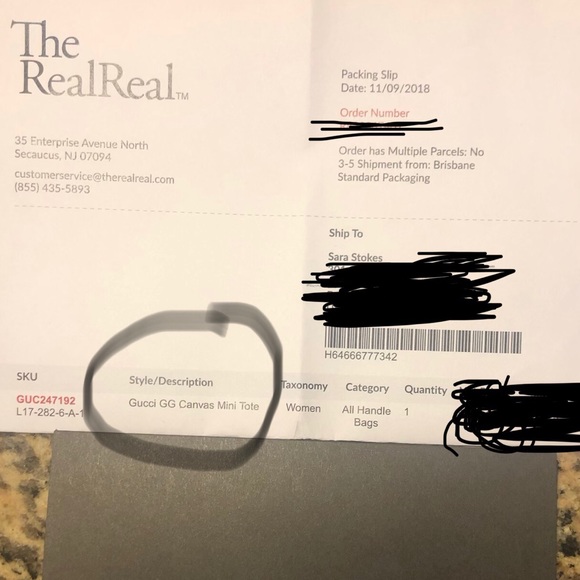 The
RealReal™
Packing Slip
Date: 11/09/2018
Order Number
35 Enterprise Avenue North
Secaucus, NJ 07094
customerservice@therealreal.com
(855) 435-5893
Order has Multiple Parcels: No
3-5 Shipment from: Brisbane
Standard Packaging
Ship To
Sara Stokes
H64666777342
SKU Style/Description Taxonomy Category Quantity
GUC247192 Gucci GG Canvas Mini Tote Women All Handle 1
L17-282-6-A-1 Bags